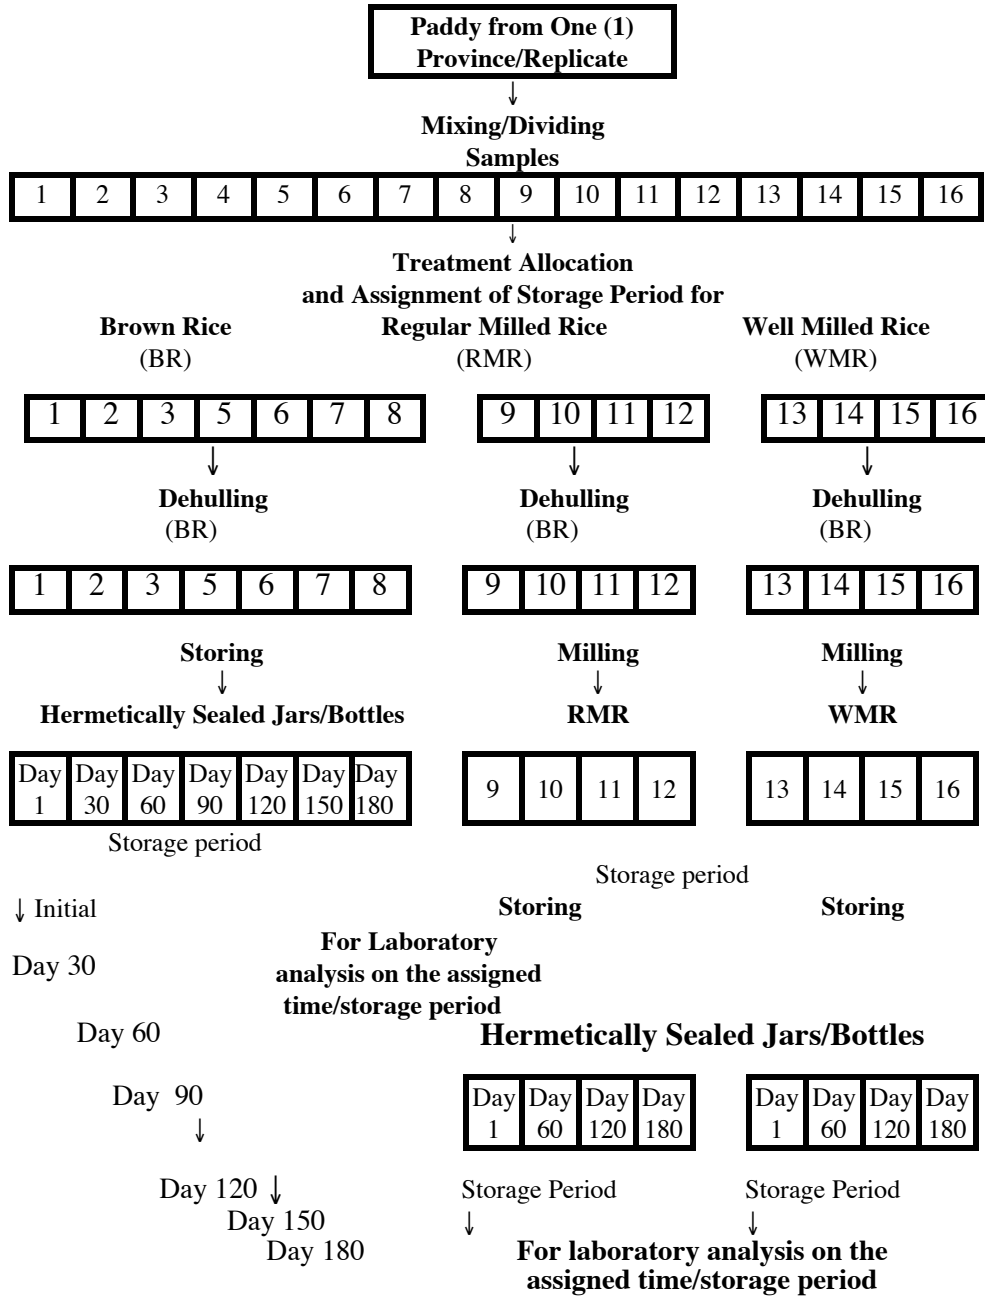 Paddy from One (1)
Province/Replicate
↓
Mixing/Dividing
Samples
1 2 3 4 5 6 7 8 9 10 11 12 13 14 15 16
↓
Treatment Allocation
and Assignment of Storage Period for
Brown Rice Regular Milled Rice Well Milled Rice
(BR) (RMR) (WMR)
1 2 3 5 6 7 8 9 10 11 12 13 14 15 16
↓ ↓ ↓
Dehulling Dehulling Dehulling
(BR) (BR) (BR)
1 2 3 5 6 7 8 9 10 11 12 13 14 15 16
Storing Milling Milling
↓ ↓ ↓
Hermetically Sealed Jars/Bottles RMR WMR
Day Day Day Day Day Day Day
1 30 60 90 120 150 180
9 10 11 12 13 14 15 16
Storage period
Storage period
↓ Initial Storing Storing
For Laboratory
Day 30 analysis on the assigned
time/storage period
Day 60 Hermetically Sealed Jars/Bottles
Day 90
↓
Day Day Day Day Day Day Day Day
1 60 120 180 1 60 120 180
Day 120 ↓ Storage Period Storage Period
Day 150 ↓ ↓
Day 180 For laboratory analysis on the
assigned time/storage period